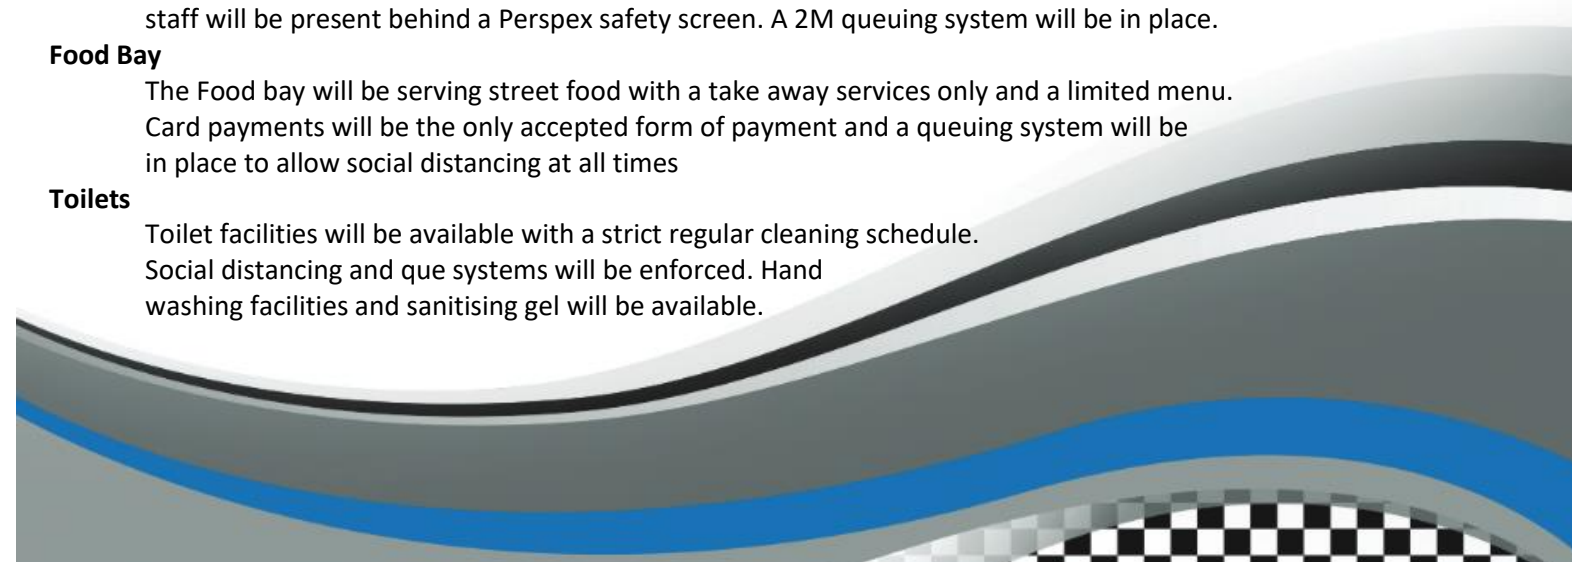 staff will be present behind a Perspex safety screen. A 2M queuing system will be in place.
Food Bay
The Food bay will be serving street food with a take away services only and a limited menu.
Card payments will be the only accepted form of payment and a queuing system will be
in place to allow social distancing at all times
Toilets
Toilet facilities will be available with a strict regular cleaning schedule.
Social distancing and que systems will be enforced. Hand
washing facilities and sanitising gel will be available.